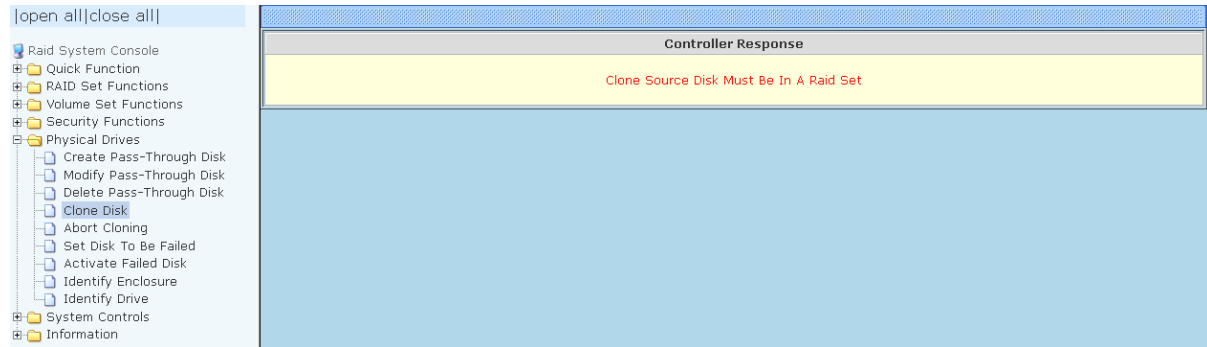 |open all|close all|
Raid System Console
Quick Function
RAID Set Functions
Volume Set Functions
Security Functions
Physical Drives
Create Pass-Through Disk
Modify Pass-Through Disk
Delete Pass-Through Disk
Clone Disk
Abort Cloning
Set Disk To Be Failed
Activate Failed Disk
Identify Enclosure
Identify Drive
System Controls
Information
Controller Response
Clone Source Disk Must Be In A Raid Set